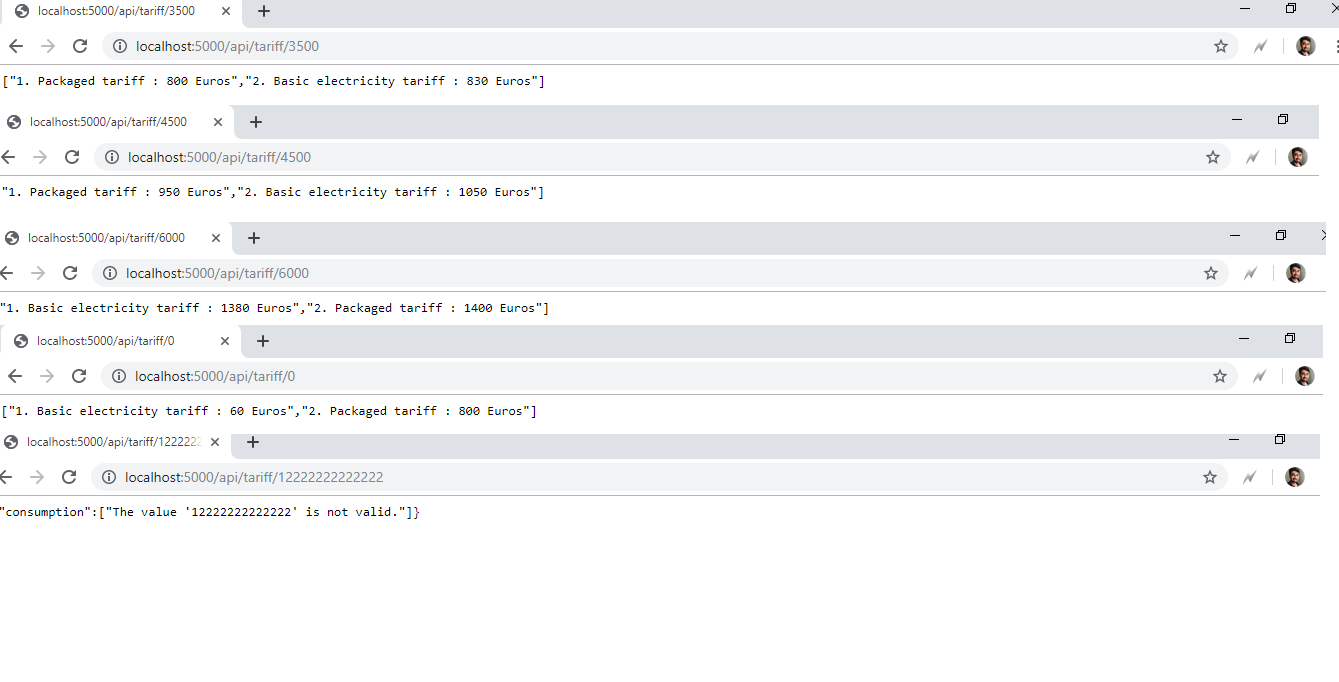 localhost:5000/api/tariff/3500
localhost:5000/api/tariff/3500
["1. Packaged tariff : 800 Euros","2. Basic electricity tariff : 830 Euros"]
localhost:5000/api/tariff/4500
localhost:5000/api/tariff/4500
"1. Packaged tariff : 950 Euros","2. Basic electricity tariff : 1050 Euros"]
localhost:5000/api/tariff/6000
localhost:5000/api/tariff/6000
"1. Basic electricity tariff : 1380 Euros","2. Packaged tariff : 1400 Euros"]
localhost:5000/api/tariff/0
localhost:5000/api/tariff/0
["1. Basic electricity tariff : 60 Euros","2. Packaged tariff : 800 Euros"]
localhost:5000/api/tariff/1222222
localhost:5000/api/tariff/12222222222222
"consumption":["The value '12222222222222' is not valid."]}